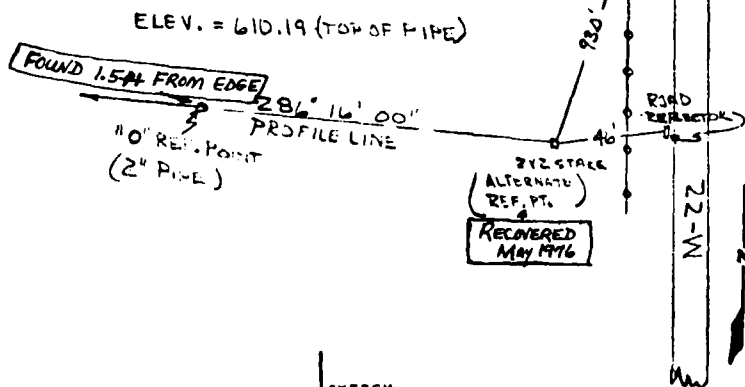 ELEV. = 610.19 (TOP OF PIPE)
930'
FOUND 1.5 ft FROM EDGE
286° 16' 00"
PROFILE LINE
"0" REF. POINT
(2" PIPE)
46'
ROAD
REFLECTOR
2X2 STAKE
(ALTERNATE
REF. PT.)
RECOVERED
May 1976
22-W